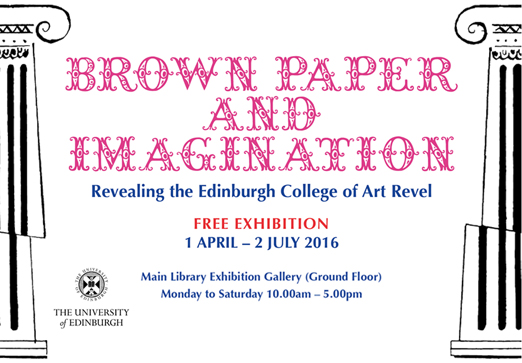 BROWN PAPER
AND
IMAGINATION
Revealing the Edinburgh College of Art Revel
FREE EXHIBITION
1 APRIL – 2 JULY 2016
Main Library Exhibition Gallery (Ground Floor)
Monday to Saturday 10.00am – 5.00pm
THE UNIVERSITY
of EDINBURGH